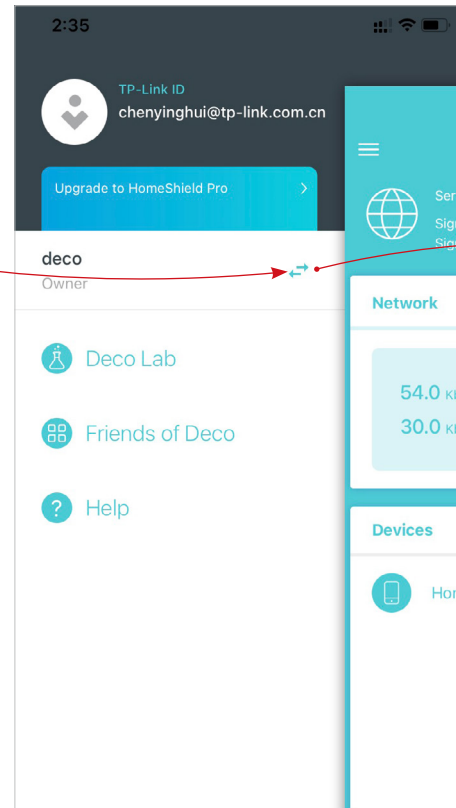 2:35
TP-Link ID
chenyinghui@tp-link.com.cn
Upgrade to HomeShield Pro
deco
Owner
Deco Lab
Friends of Deco
Help
Network
54.0
30.0
Devices